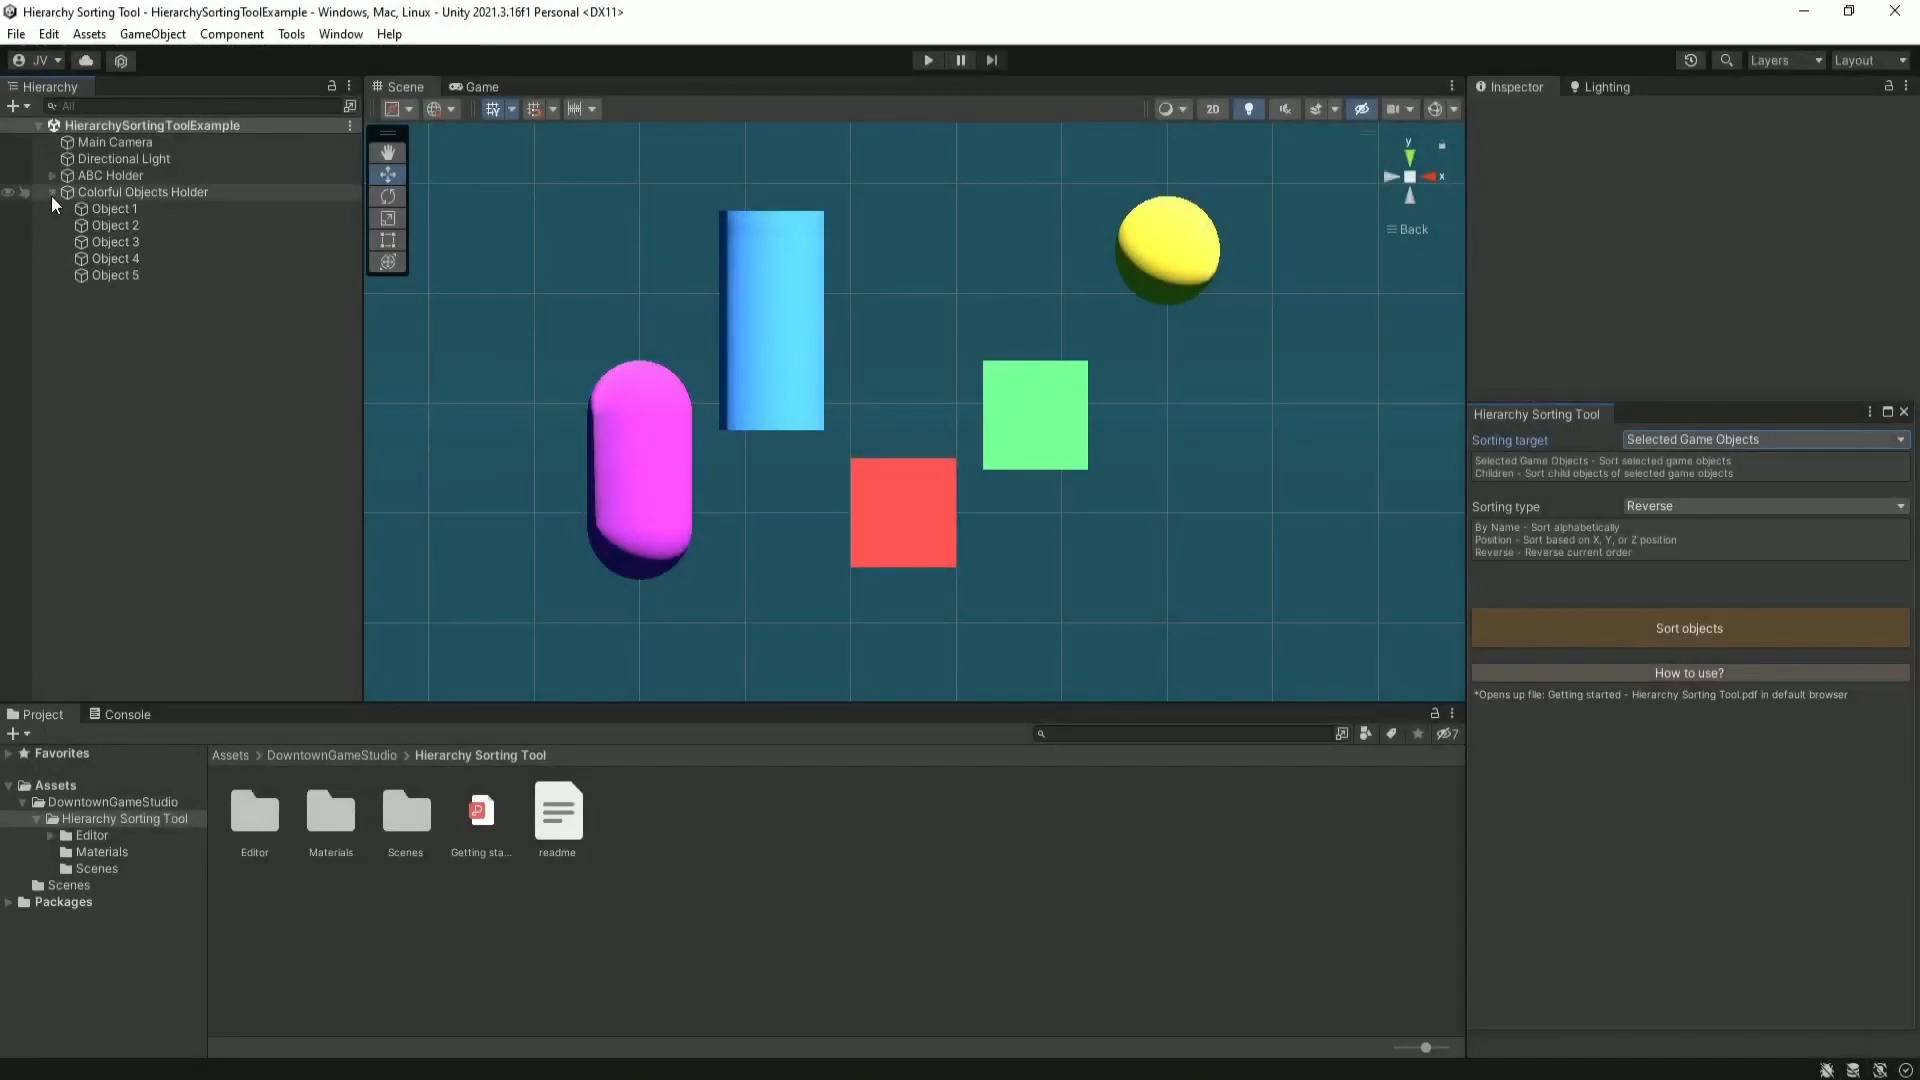 Hierarchy Sorting Tool - HierarchySortingToolExample - Windows, Mac, Linux - Unity 2021.3.16f1 Personal <DX11>
File Edit Assets GameObject Component Tools Window Help
JV Layers Layout
Hierarchy
All
HierarchySortingToolExample
Main Camera
Directional Light
ABC Holder
Colorful Objects Holder
Object 1
Object 2
Object 3
Object 4
Object 5
Scene Game
2D
y
x
Back
Inspector Lighting
Hierarchy Sorting Tool
Sorting target Selected Game Objects
Selected Game Objects - Sort selected game objects
Children - Sort child objects of selected game objects
Sorting type Reverse
By Name - Sort alphabetically
Position - Sort based on X, Y, or Z position
Reverse - Reverse current order
Sort objects
How to use?
*Opens up file: Getting started - Hierarchy Sorting Tool.pdf in default browser
Project Console
7
Favorites
Assets
DowntownGameStudio
Hierarchy Sorting Tool
Editor
Materials
Scenes
Scenes
Packages
Assets > DowntownGameStudio > Hierarchy Sorting Tool
Editor Materials Scenes Getting sta... readme